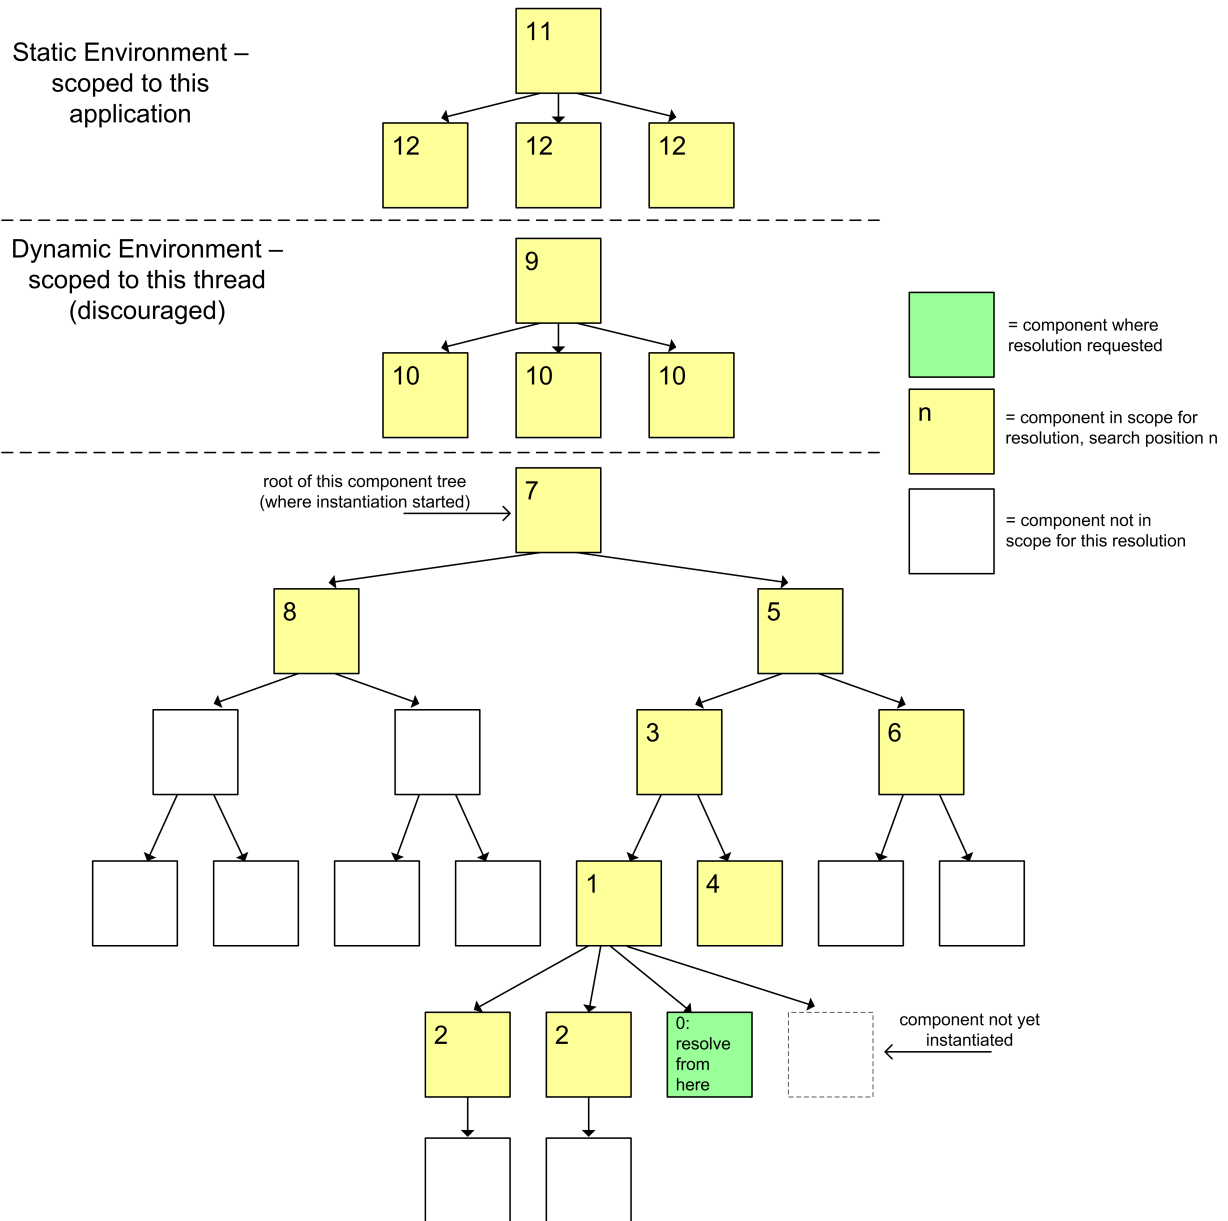 Static Environment –
scoped to this
application
11
12
12
12
Dynamic Environment –
scoped to this thread
(discouraged)
9
10
10
10
= component where
resolution requested
n
= component in scope for
resolution, search position n
= component not in
scope for this resolution
root of this component tree
(where instantiation started)
7
8
5
3
6
1
4
2
2
0:
resolve
from
here
component not yet
instantiated